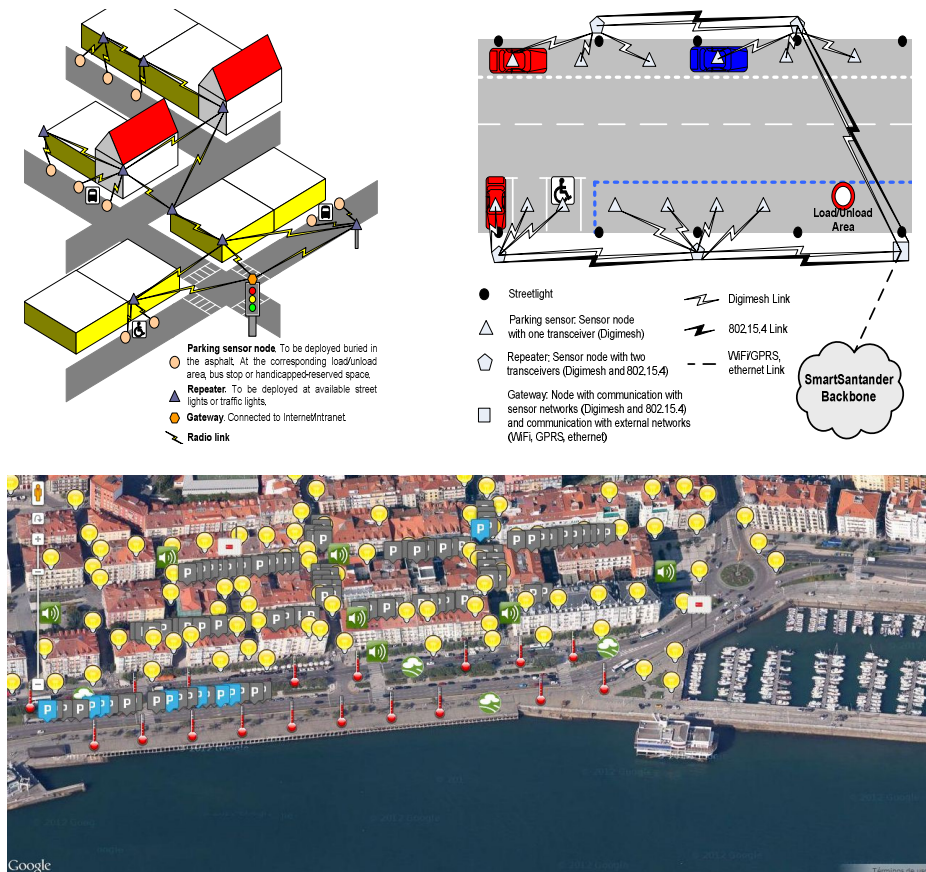 Parking sensor node. To be deployed buried in
the asphalt. At the corresponding load/unload
area, bus stop or handicapped-reserved space.
Repeater. To be deployed at available street
lights or traffic lights.
Gateway. Connected to Internet/Intranet.
Radio link
Load/Unload
Area
Streetlight
Parking sensor: Sensor node
with one transceiver (Digimesh)
Repeater: Sensor node with two
transceivers (Digimesh and 802.15.4)
Gateway: Node with communication with
sensor networks (Digimesh and 802.15.4)
and communication with external networks
(WiFi, GPRS, ethernet)
Digimesh Link
802.15.4 Link
WiFi/GPRS,
ethernet Link
SmartSantander
Backbone
P
Google
© 2012 Google